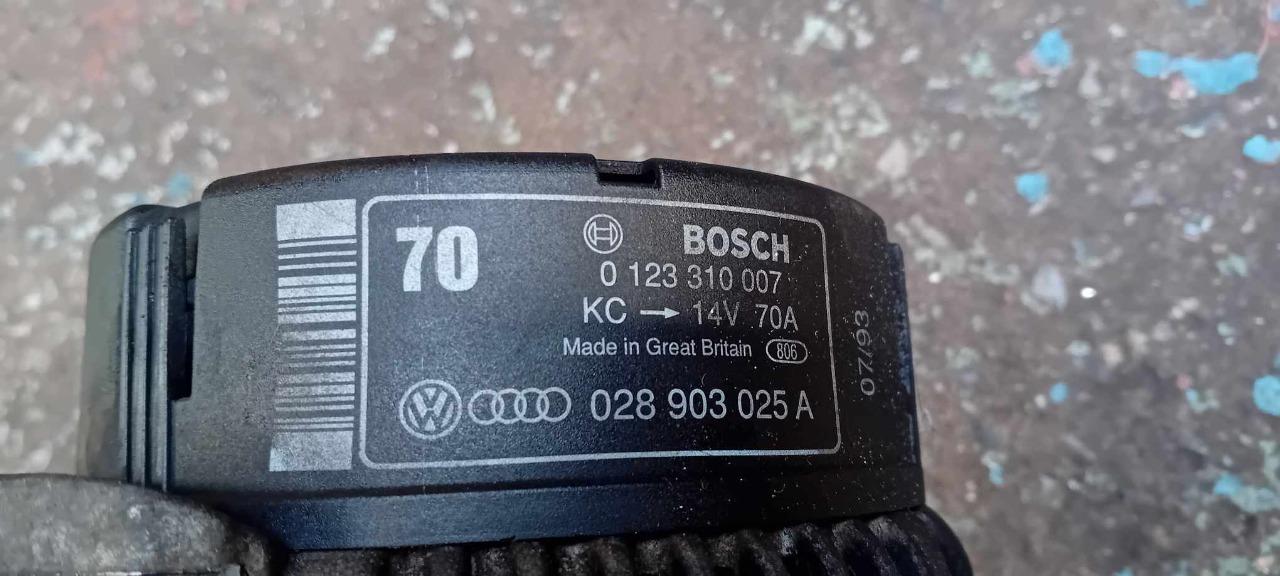 70
BOSCH
0 123 310 007
KC → 14V 70A
Made in Great Britain 806
028 903 025 A
07/93